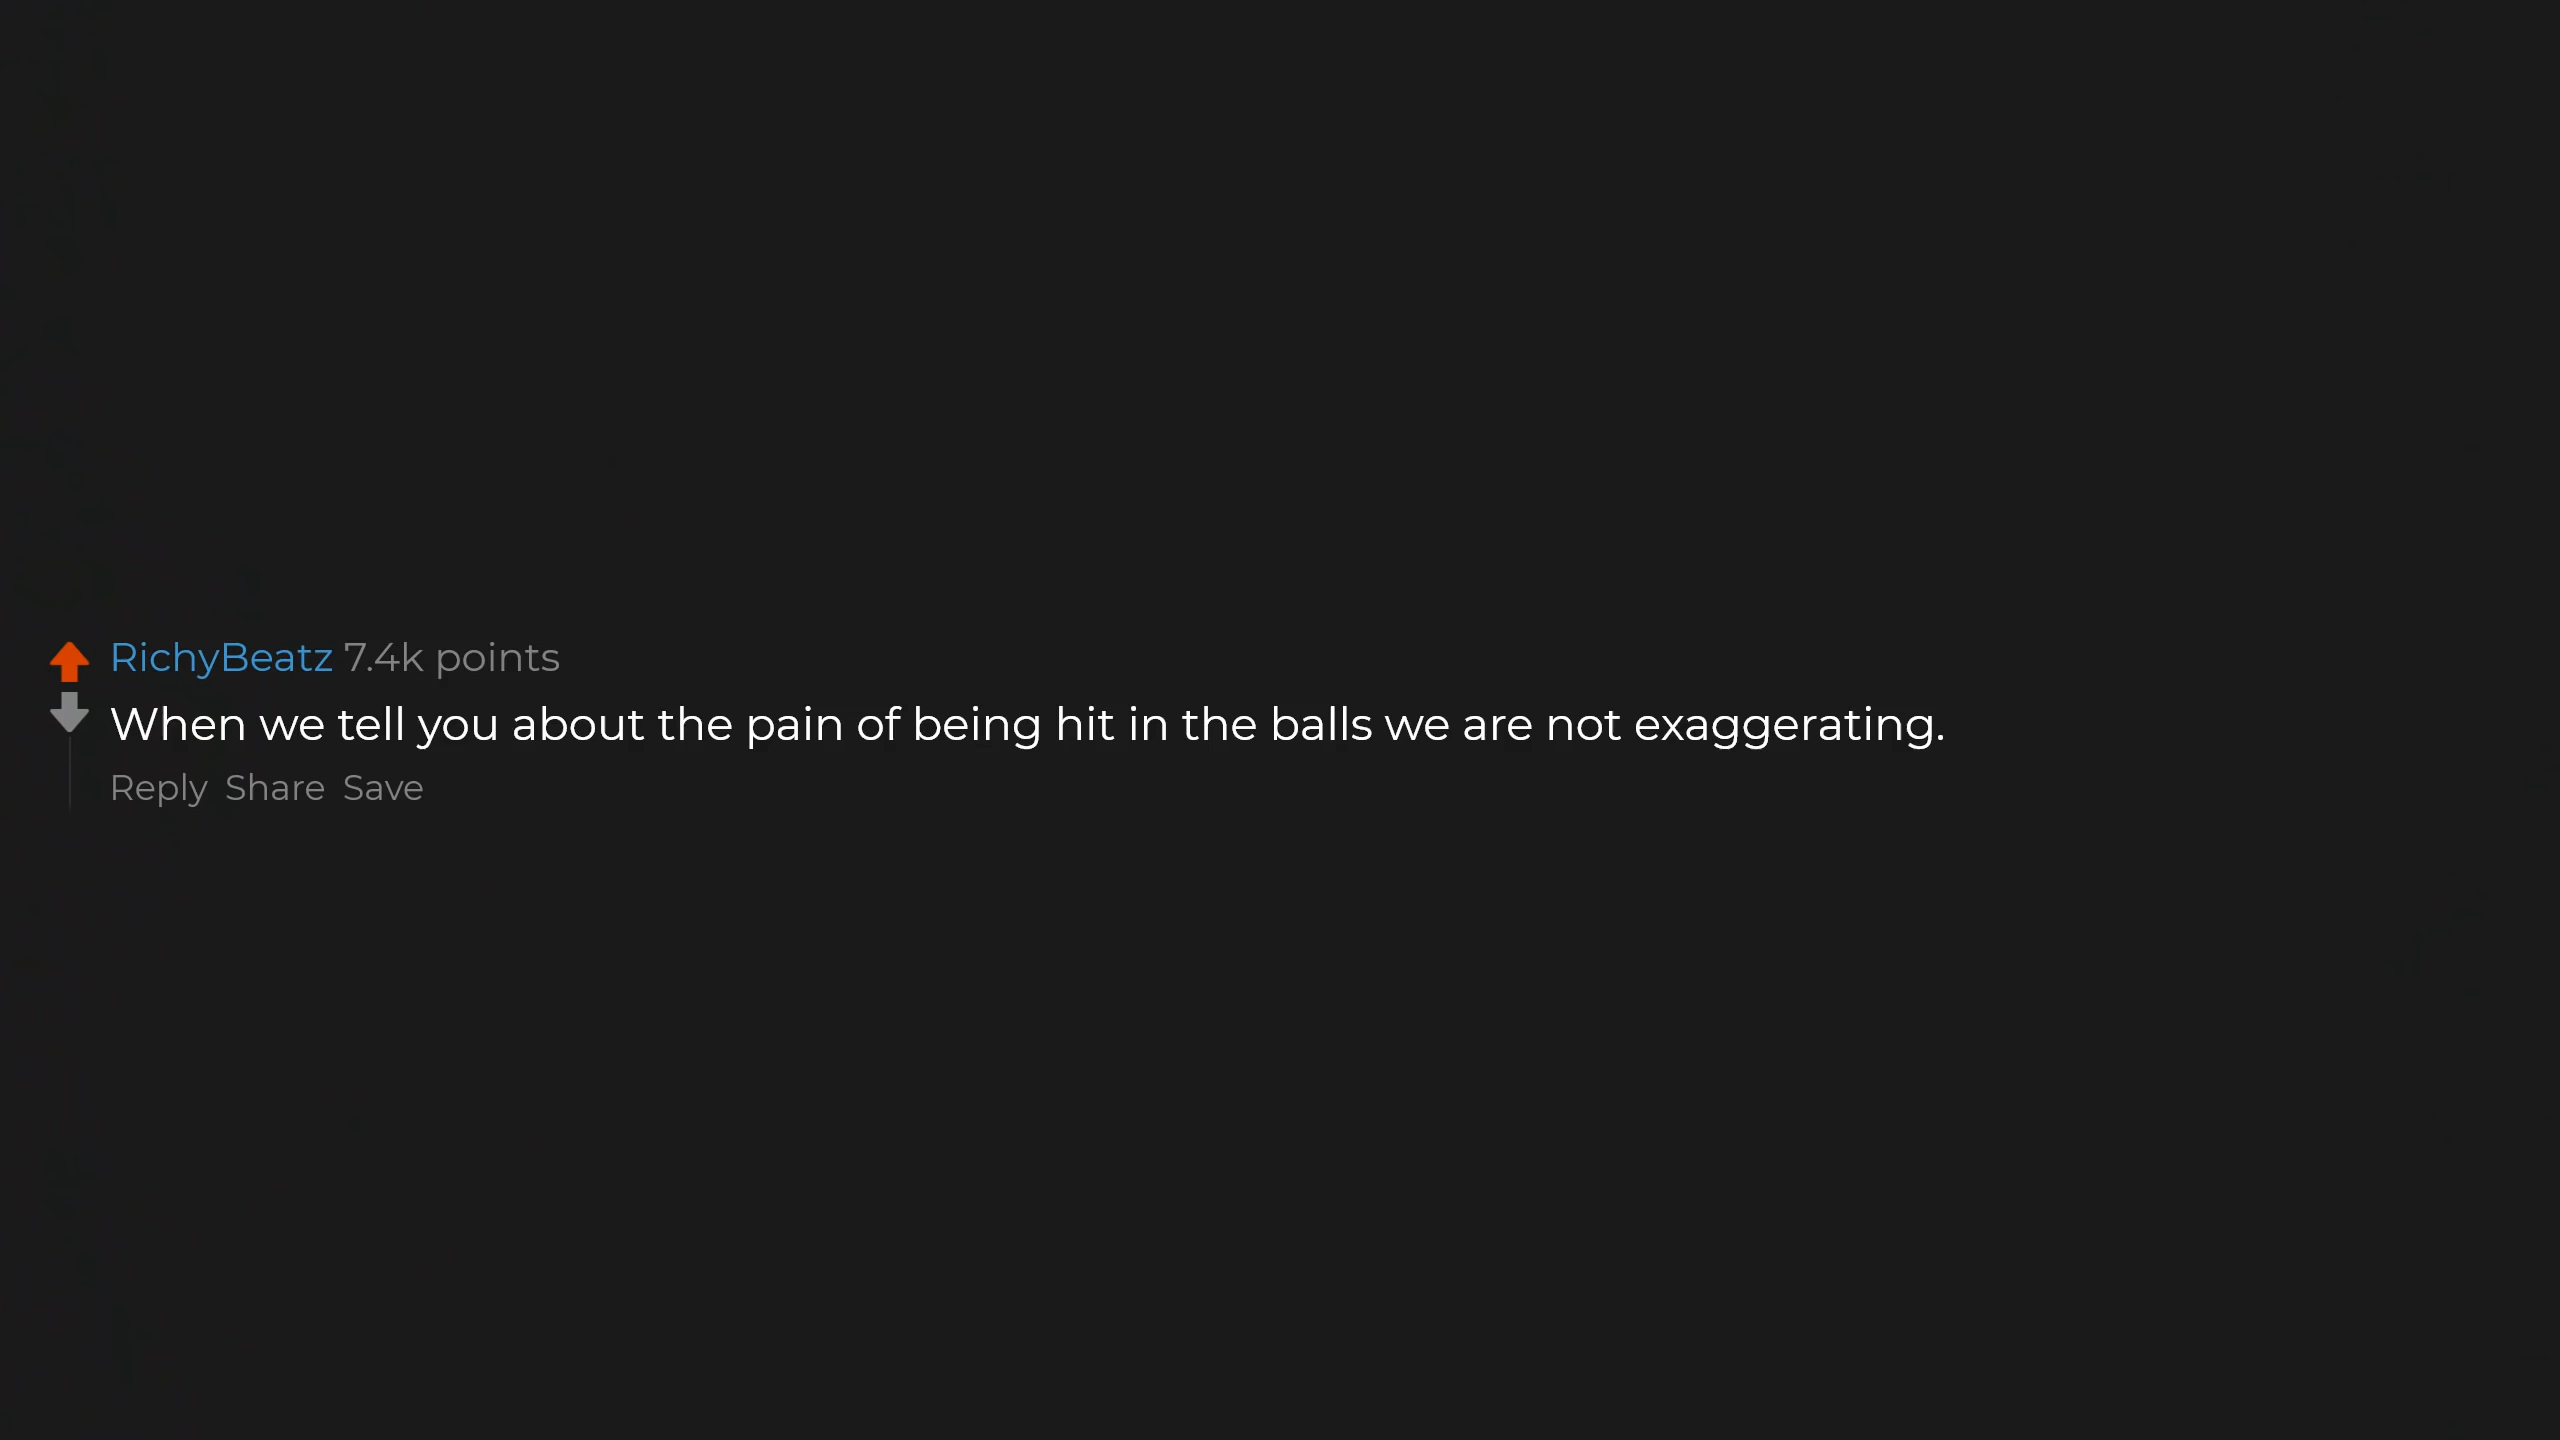 RichyBeatz 7.4k points
When we tell you about the pain of being hit in the balls we are not exaggerating.
Reply Share Save